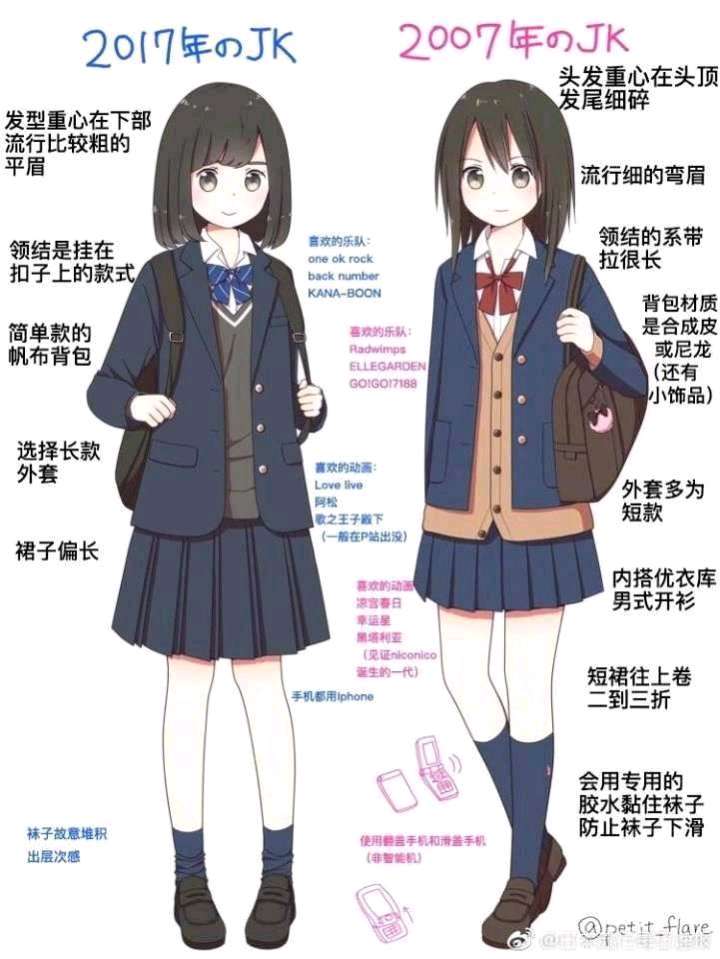 2017年のJK
2007年のJK
发型重心在下部
流行比较粗的
平眉
领结是挂在
扣子上的款式
简单款的
帆布背包
选择长款
外套
裙子偏长
袜子故意堆积
出层次感
喜欢的乐队：
one ok rock
back number
KANA-BOON
喜欢的乐队：
Radwimps
ELLEGARDEN
GO!GO!7188
喜欢的动画：
Love live
阿松
歌之王子殿下
（一般在P站出没）
喜欢的动画
凉宫春日
幸运星
黑塔利亚
（见证niconico
诞生的一代）
手机都用Iphone
使用翻盖手机和滑盖手机
（非智能机）
头发重心在头顶
发尾细碎
流行细的弯眉
领结的系带
拉很长
背包材质
是合成皮
或尼龙
（还有
小饰品）
外套多为
短款
内搭优衣库
男式开衫
短裙往上卷
二到三折
会用专用的
胶水黏住袜子
防止袜子下滑
@petit_flare